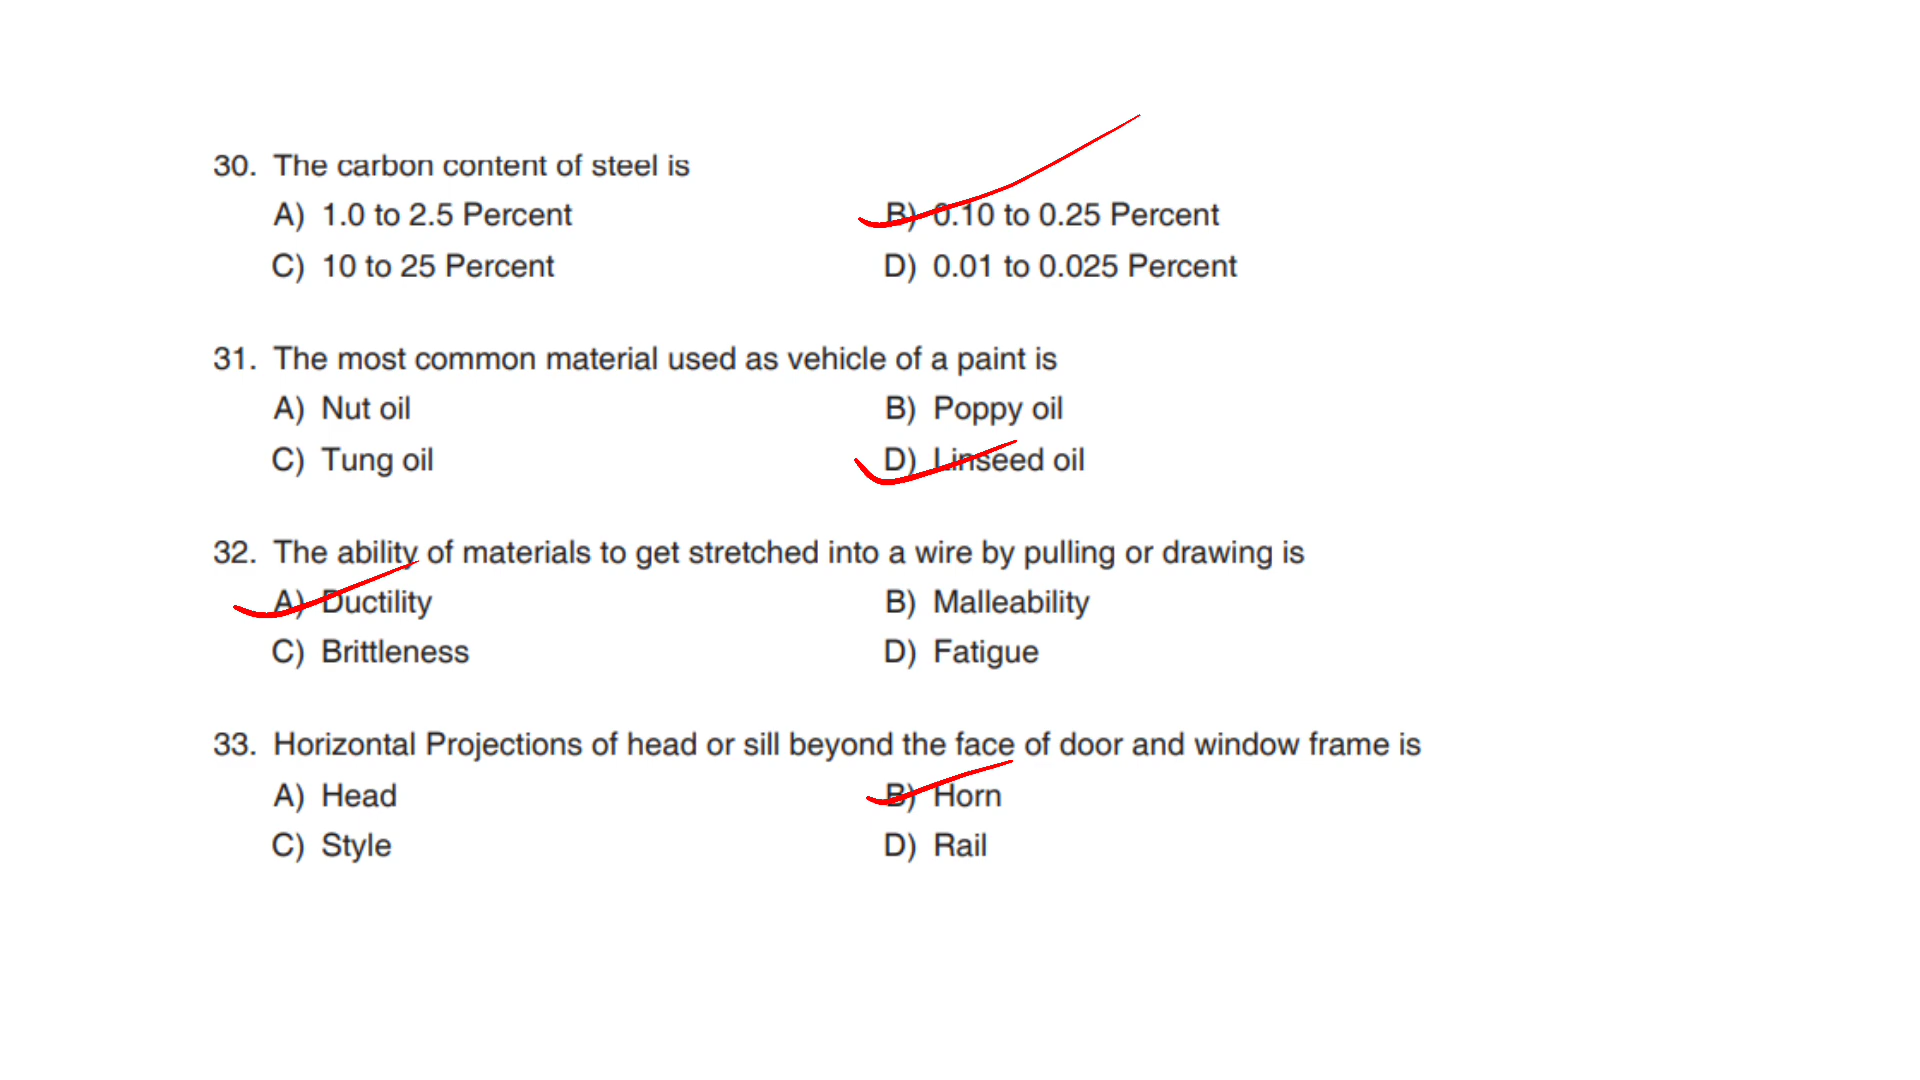 30. The carbon content of steel is
A) 1.0 to 2.5 Percent B) 0.10 to 0.25 Percent
C) 10 to 25 Percent D) 0.01 to 0.025 Percent
31. The most common material used as vehicle of a paint is
A) Nut oil B) Poppy oil
C) Tung oil D) Linseed oil
32. The ability of materials to get stretched into a wire by pulling or drawing is
A) Ductility B) Malleability
C) Brittleness D) Fatigue
33. Horizontal Projections of head or sill beyond the face of door and window frame is
A) Head B) Horn
C) Style D) Rail